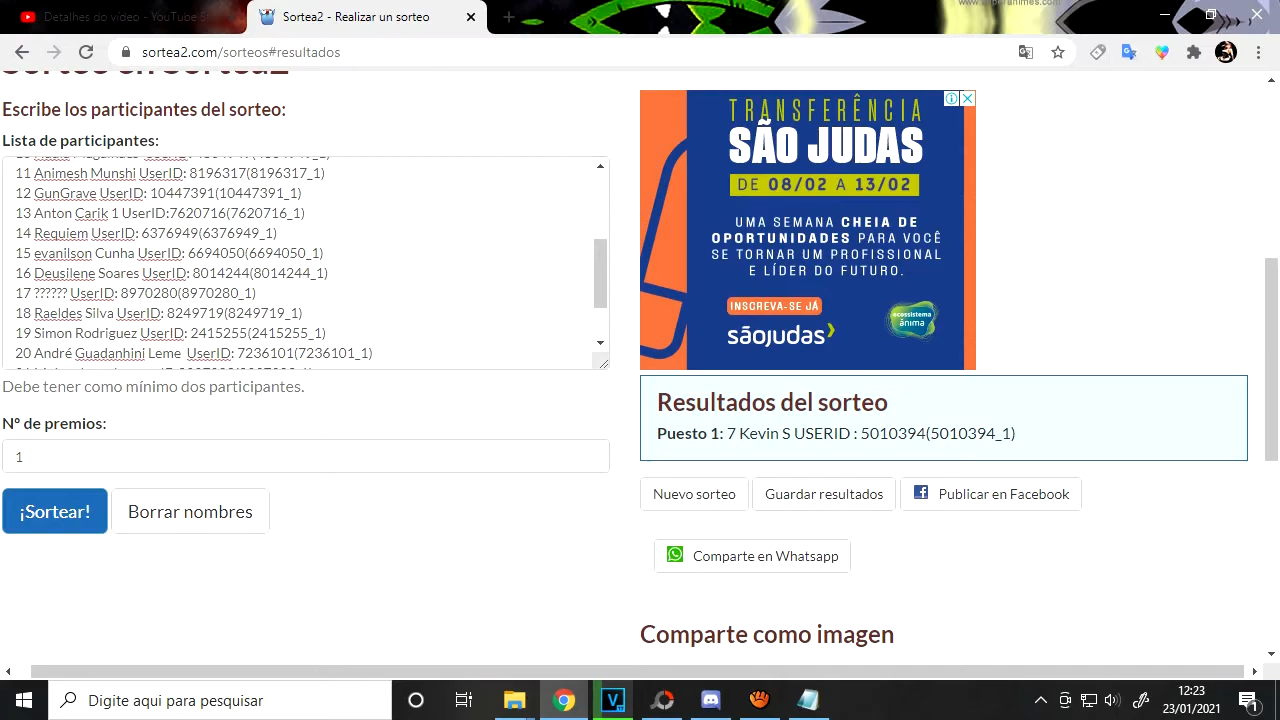 www.superanimes.com
Detalhes do vídeo - YouTube St
Sortea2 - Realizar un sorteo
sortea2.com/sorteos#resultados
Sorteo en Sortea2
Escribe los participantes del sorteo:
Lista de participantes:
11 Animesh Munshi UserID: 8196317(8196317_1)
12 GunGrave UserID: 10447391(10447391_1)
13 Anton Carik 1 UserID:7620716(7620716_1)
14 Requiem UserID: 6376949(6376949_1)
15 evanilson Cunha UserID: 6694050(6694050_1)
16 Deusilene Soares UserID: 8014244(8014244_1)
17 ?????? UserID: 8970280(8970280_1)
18 Raeldes Silva UserID: 8249719(8249719_1)
19 Simon Rodriguez UserID: 2415255(2415255_1)
20 André Guadanhini Leme  UserID: 7236101(7236101_1)
Debe tener como mínimo dos participantes.
Nº de premios:
1
¡Sortear!
Borrar nombres
TRANSFERÊNCIA
SÃO JUDAS
DE 08/02 A 13/02
UMA SEMANA CHEIA DE
OPORTUNIDADES PARA VOCÊ
SE TORNAR UM PROFISSIONAL
E LÍDER DO FUTURO.
INSCREVA-SE JÁ
sãojudas
ecossistema
ânima
Resultados del sorteo
Puesto 1: 7 Kevin S USERID : 5010394(5010394_1)
Nuevo sorteo
Guardar resultados
Publicar en Facebook
Comparte en Whatsapp
Comparte como imagen
Digite aqui para pesquisar
12:23
23/01/2021